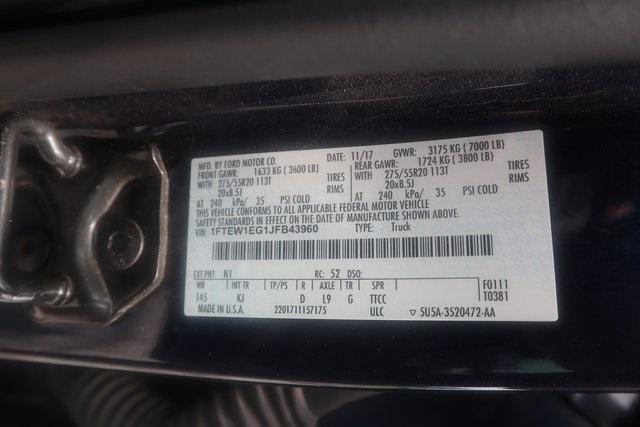 MFD. BY FORD MOTOR CO. DATE: 11/17 GVWR: 3175 KG ( 7000 LB)
FRONT GAWR: 1633 KG ( 3600 LB) REAR GAWR: 1724 KG ( 3800 LB)
WITH 275/55R20 113T TIRES WITH 275/55R20 113T TIRES
20x8.5J RIMS 20x8.5J RIMS
AT 240 kPa/ 35 PSI COLD AT 240 kPa/ 35 PSI COLD
THIS VEHICLE CONFORMS TO ALL APPLICABLE FEDERAL MOTOR VEHICLE
SAFETY STANDARDS IN EFFECT ON THE DATE OF MANUFACTURE SHOWN ABOVE.
VIN: 1FTEW1EG1JFB43960 TYPE: Truck
EXT PNT: N1 RC: 52 DSO:
WB INT TR TP/PS R AXLE TR SPR F0111
145 KJ D L9 G TTCC T0381
MADE IN U.S.A. 2201711157175 ULC ▽ 5U5A-3520472-AA